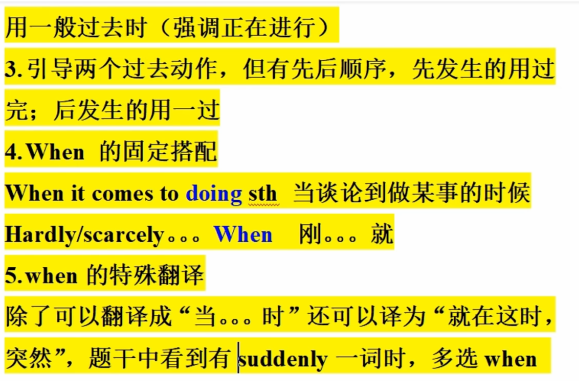 用一般过去时（强调正在进行）
3.引导两个过去动作，但有先后顺序，先发生的用过
完；后发生的用一过
4.When 的固定搭配
When it comes to doing sth 当谈论到做某事的时候
Hardly/scarcely。。。When 刚。。。就
5.when 的特殊翻译
除了可以翻译成“当。。。时”还可以译为“就在这时，
突然”，题干中看到有 suddenly 一词时，多选 when